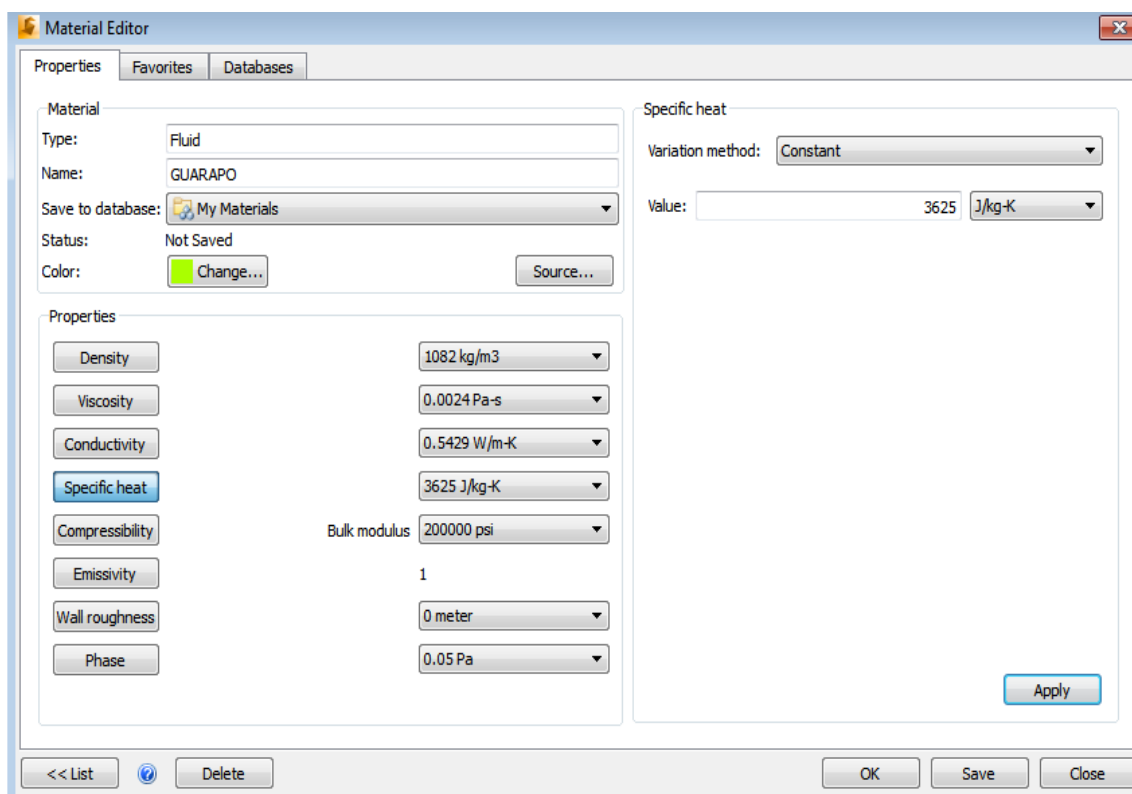 Material Editor
Properties Favorites Databases
Material
Type: Fluid
Name: GUARAPO
Save to database: My Materials
Status: Not Saved
Color: Change... Source...
Properties
Density 1082 kg/m3
Viscosity 0.0024 Pa-s
Conductivity 0.5429 W/m-K
Specific heat 3625 J/kg-K
Compressibility Bulk modulus 200000 psi
Emissivity 1
Wall roughness 0 meter
Phase 0.05 Pa
Specific heat
Variation method: Constant
Value: 3625 J/kg-K
Apply
<< List ? Delete OK Save Close